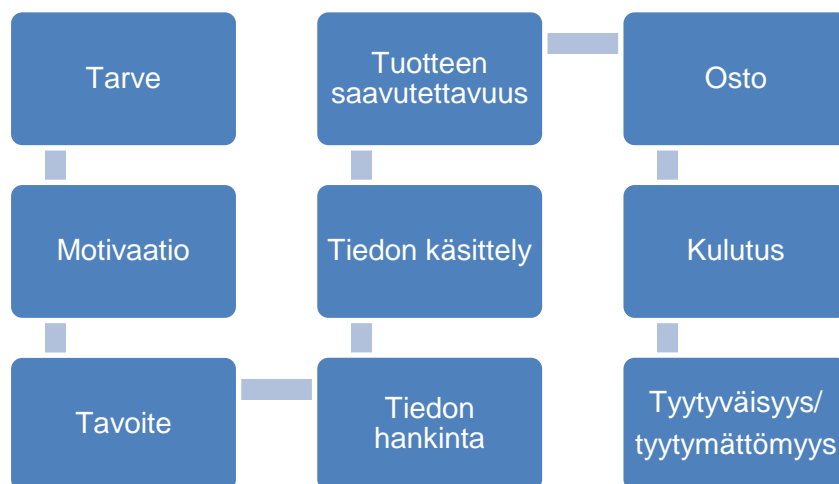 Tarve
Motivaatio
Tavoite
Tiedon
hankinta
Tiedon käsittely
Tuotteen
saavutettavuus
Osto
Kulutus
Tyytyväisyys/
tyytymättömyys